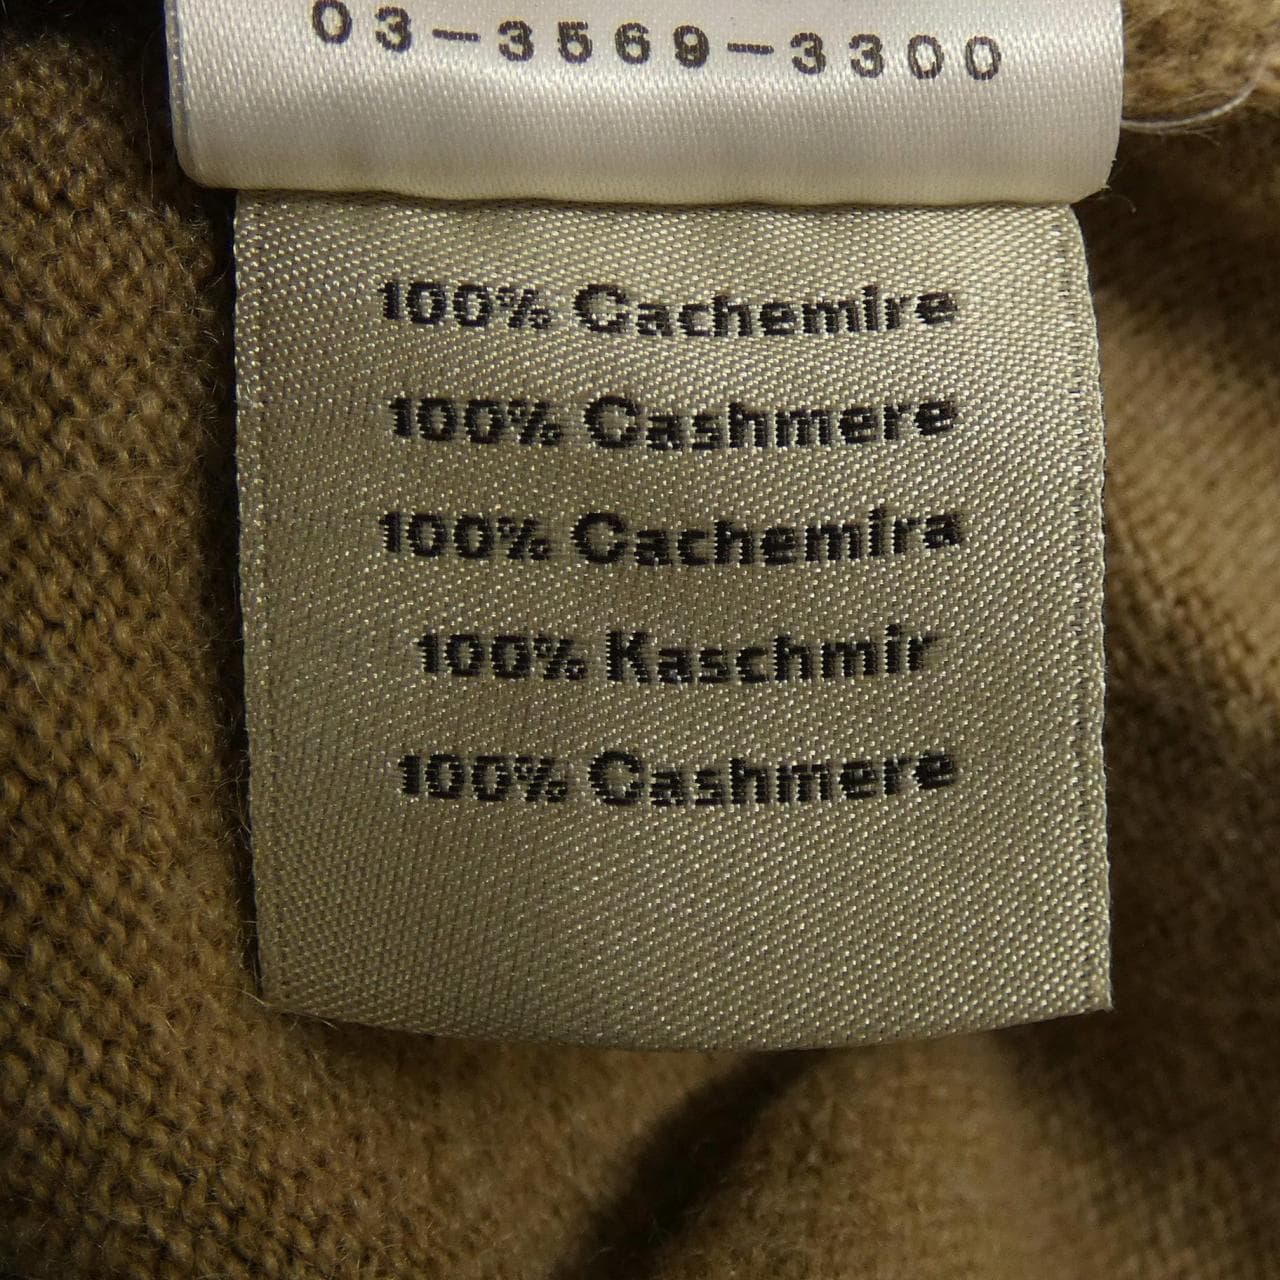 03-3569-3300
100% Cachemire
100% Cashmere
100% Cachemira
100% Kaschmir
100% Cashmere